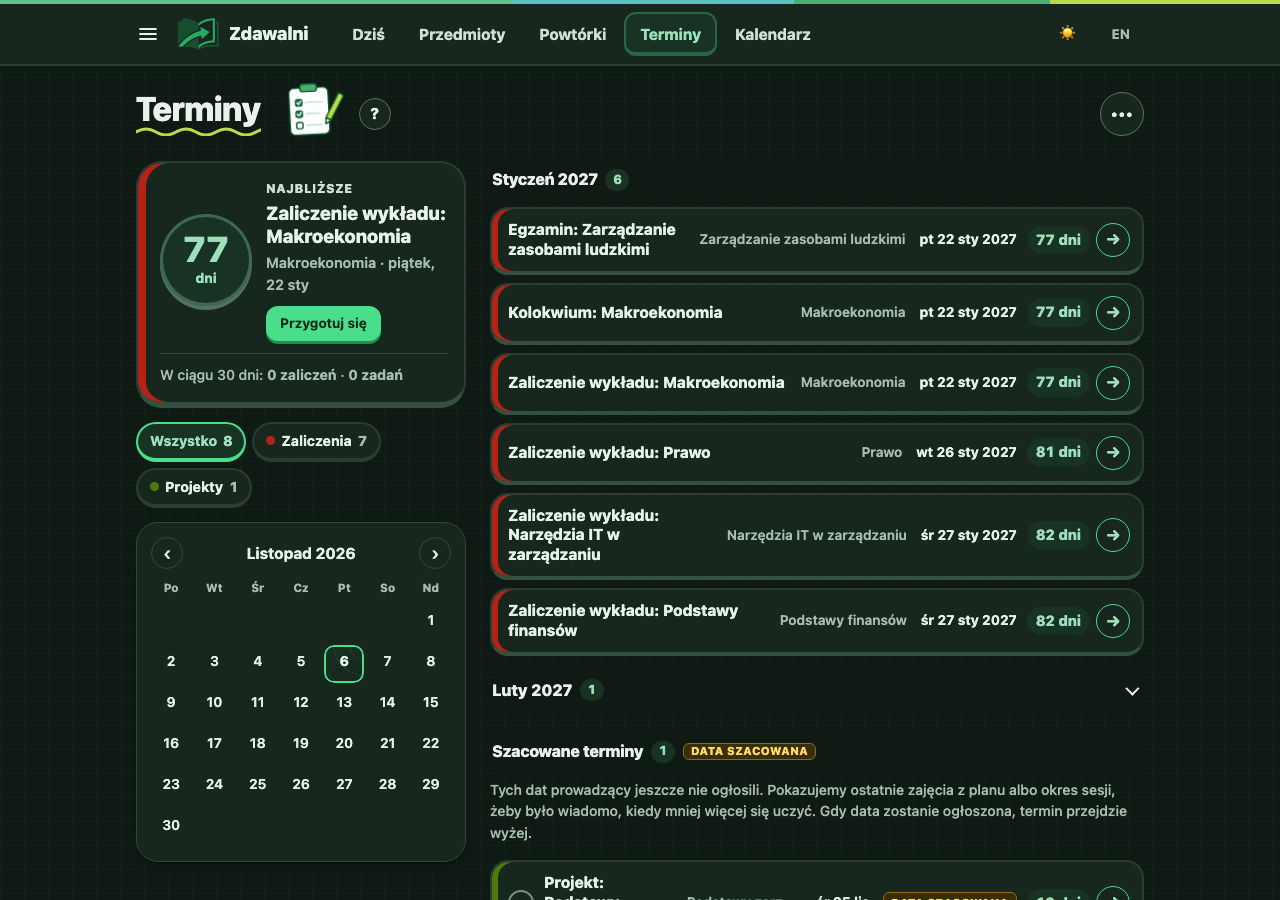 Zdawalni
Dziś
Przedmioty
Powtórki
Terminy
Kalendarz
EN
Terminy
?
NAJBLIŻSZE
Zaliczenie wykładu:
Makroekonomia
77
dni
Makroekonomia · piątek,
22 sty
Przygotuj się
W ciągu 30 dni: 0 zaliczeń · 0 zadań
Wszystko 8
Zaliczenia 7
Projekty 1
Listopad 2026
Po Wt Śr Cz Pt So Nd
1
2 3 4 5 6 7 8
9 10 11 12 13 14 15
16 17 18 19 20 21 22
23 24 25 26 27 28 29
30
Styczeń 2027 6
Egzamin: Zarządzanie
zasobami ludzkimi
Zarządzanie zasobami ludzkimi pt 22 sty 2027 77 dni
Kolokwium: Makroekonomia Makroekonomia pt 22 sty 2027 77 dni
Zaliczenie wykładu: Makroekonomia Makroekonomia pt 22 sty 2027 77 dni
Zaliczenie wykładu: Prawo Prawo wt 26 sty 2027 81 dni
Zaliczenie wykładu:
Narzędzia IT w
zarządzaniu
Narzędzia IT w zarządzaniu śr 27 sty 2027 82 dni
Zaliczenie wykładu: Podstawy
finansów
Podstawy finansów śr 27 sty 2027 82 dni
Luty 2027 1
Szacowane terminy 1 DATA SZACOWANA
Tych dat prowadzący jeszcze nie ogłosili. Pokazujemy ostatnie zajęcia z planu albo okres sesji,
żeby było wiadomo, kiedy mniej więcej się uczyć. Gdy data zostanie ogłoszona, termin przejdzie
wyżej.
Projekt: